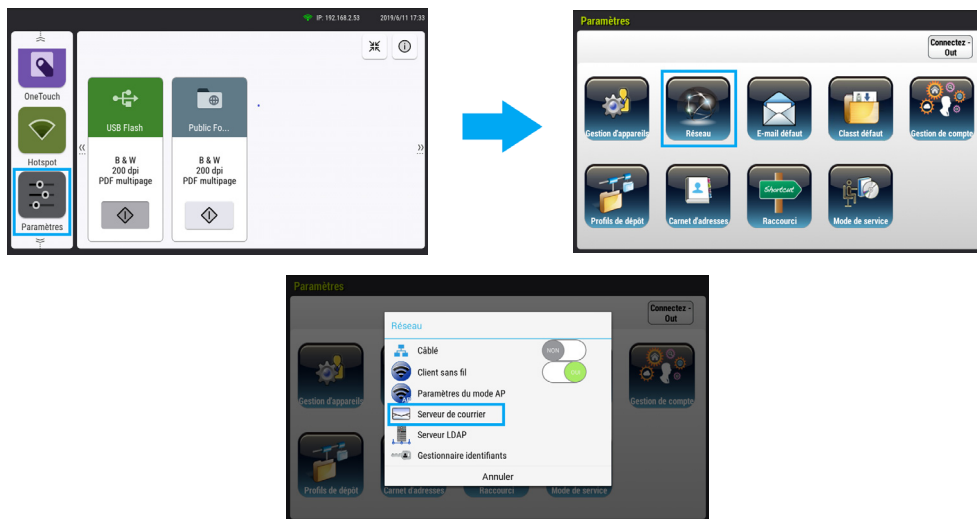 IP: 192.168.2.53 2019/6/11 17:33
OneTouch
Hotspot
Paramètres
USB Flash
B & W
200 dpi
PDF multipage
Public Fo...
B & W
200 dpi
PDF multipage
Paramètres
Connectez -
Out
Gestion d'appareils
Réseau
E-mail défaut
Classt défaut
Gestion de compte
Profils de dépôt
Carnet d'adresses
Shortcut
Raccourci
Mode de service
Paramètres
Connectez -
Out
Réseau
Câblé
NON
Client sans fil
OUI
Paramètres du mode AP
Serveur de courrier
Serveur LDAP
Gestionnaire identifiants
Annuler
Gestion d'appareils
Gestion de compte
Profils de dépôt
Carnet d'adresses
Raccourci
Mode de service